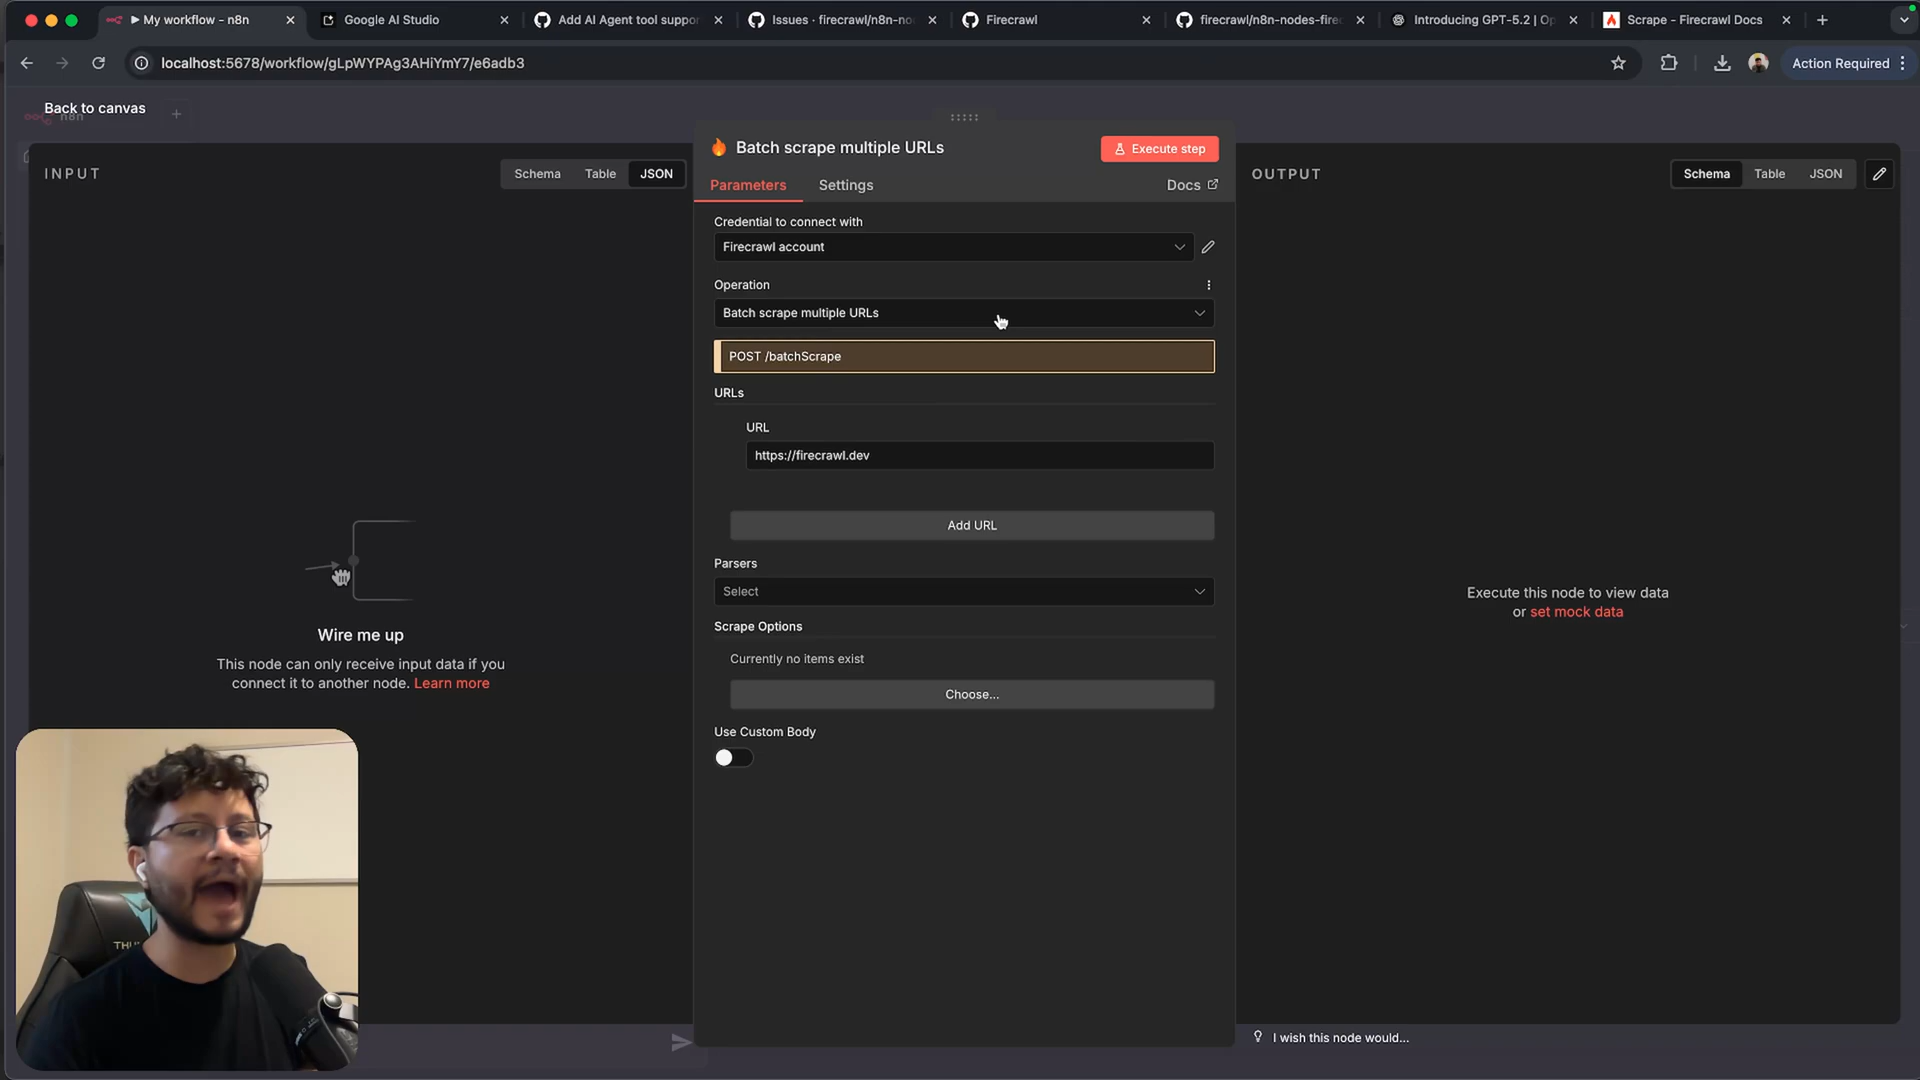 My workflow - n8n
Google AI Studio
Add AI Agent tool suppor
Issues · firecrawl/n8n-no
Firecrawl
firecrawl/n8n-nodes-fire
Introducing GPT-5.2 | Op
Scrape - Firecrawl Docs
localhost:5678/workflow/gLpWYPAg3AHiYmY7/e6adb3
Action Required
Back to canvas
n8n
INPUT
Schema
Table
JSON
Batch scrape multiple URLs
Execute step
Parameters
Settings
Docs
Credential to connect with
Firecrawl account
Operation
Batch scrape multiple URLs
POST /batchScrape
URLs
URL
https://firecrawl.dev
Add URL
Parsers
Select
Scrape Options
Currently no items exist
Choose...
Use Custom Body
Wire me up
This node can only receive input data if you
connect it to another node. Learn more
OUTPUT
Schema
Table
JSON
Execute this node to view data
or set mock data
I wish this node would...